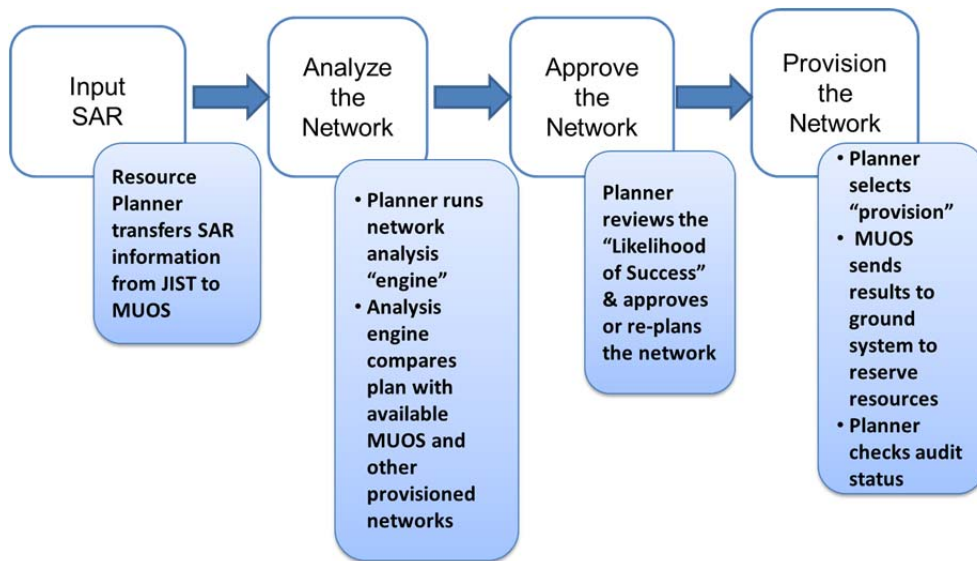 Input
SAR
Resource
Planner
transfers SAR
information
from JIST to
MUOS
Analyze
the
Network
• Planner runs
network
analysis
“engine”
• Analysis
engine
compares
plan with
available
MUOS and
other
provisioned
networks
Approve
the
Network
Planner
reviews the
“Likelihood
of Success”
& approves
or re-plans
the network
Provision
the
Network
• Planner
selects
“provision”
• MUOS
sends
results to
ground
system to
reserve
resources
• Planner
checks audit
status